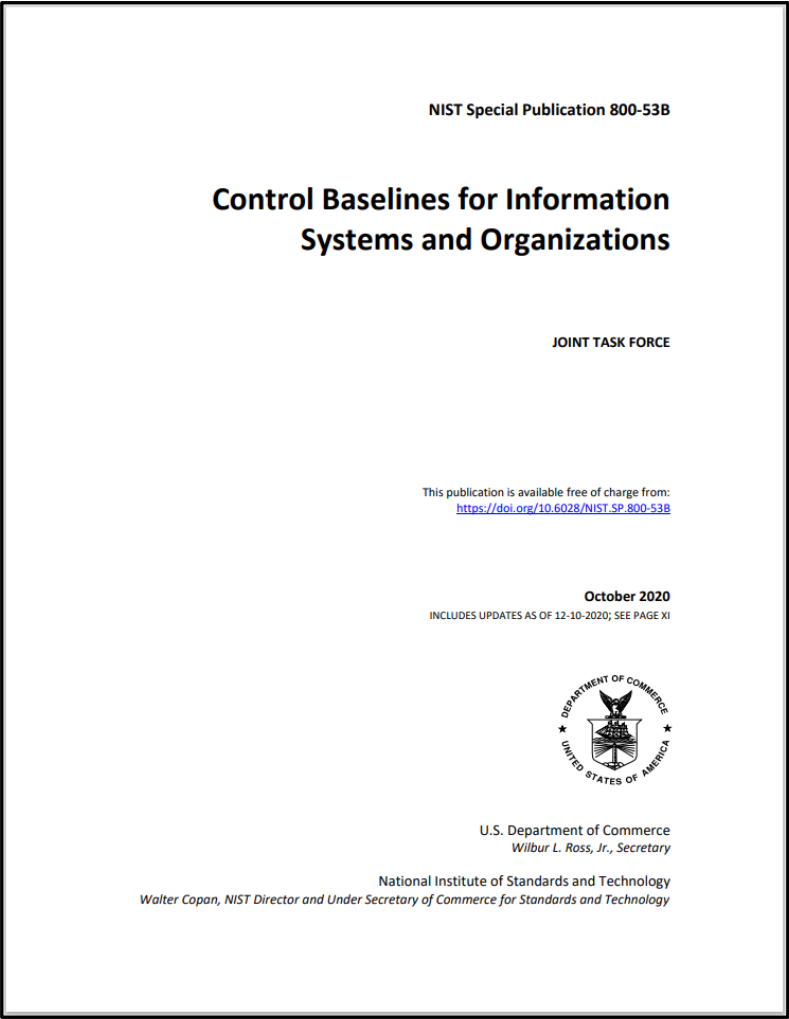 NIST Special Publication 800-53B
Control Baselines for Information
Systems and Organizations
JOINT TASK FORCE
This publication is available free of charge from:
https://doi.org/10.6028/NIST.SP.800-53B
October 2020
INCLUDES UPDATES AS OF 12-10-2020; SEE PAGE XI
DEPARTMENT OF COMMERCE
UNITED STATES OF AMERICA
U.S. Department of Commerce
Wilbur L. Ross, Jr., Secretary
National Institute of Standards and Technology
Walter Copan, NIST Director and Under Secretary of Commerce for Standards and Technology